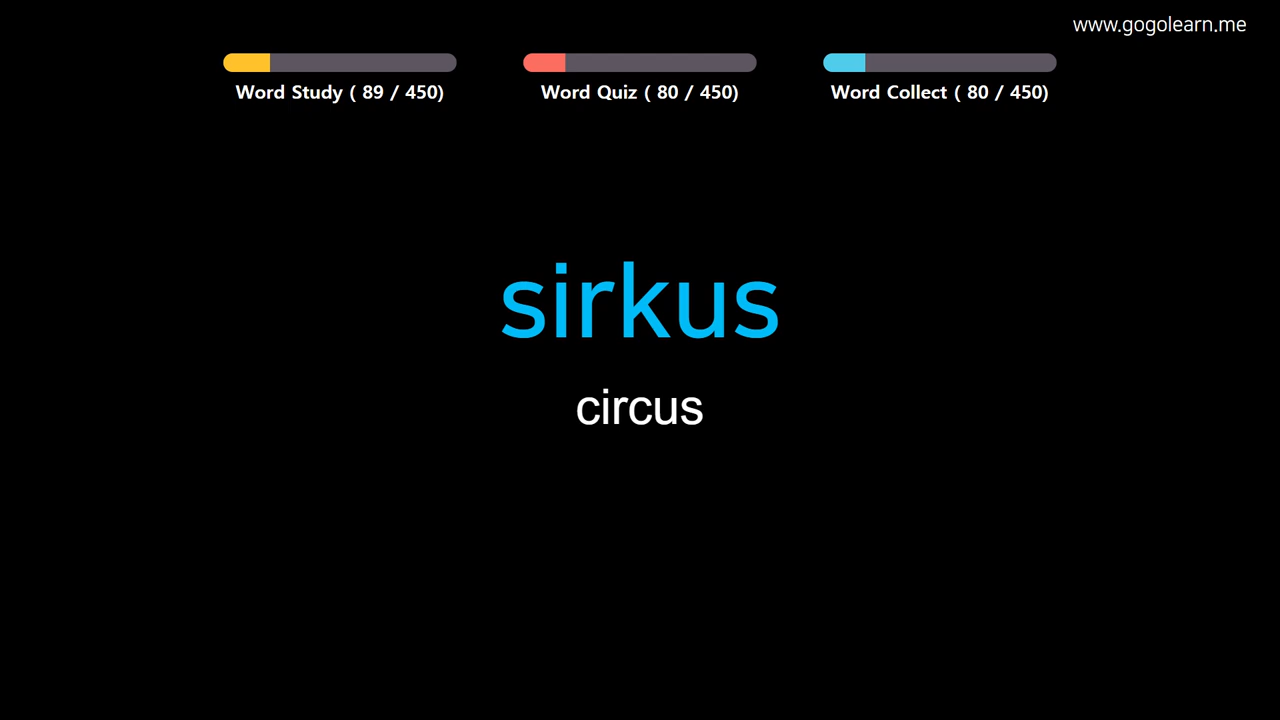 www.gogolearn.me
Word Study ( 89 / 450)
Word Quiz ( 80 / 450)
Word Collect ( 80 / 450)
sirkus
circus